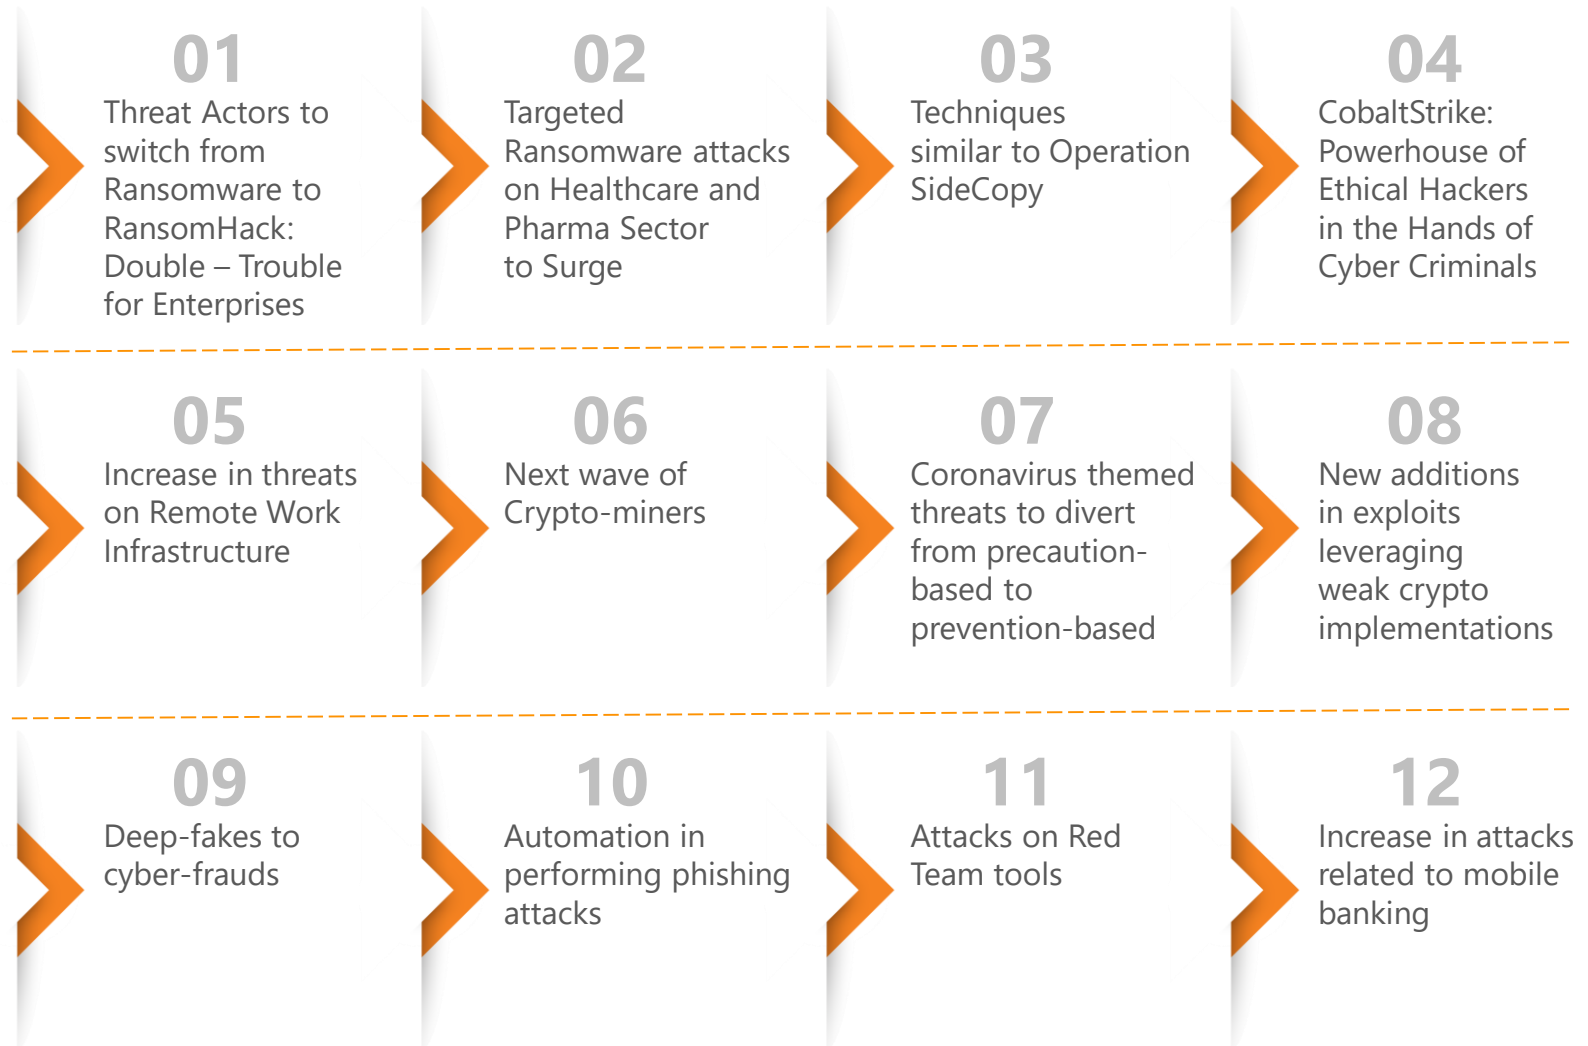 01
Threat Actors to
switch from
Ransomware to
RansomHack:
Double – Trouble
for Enterprises
02
Targeted
Ransomware attacks
on Healthcare and
Pharma Sector
to Surge
03
Techniques
similar to Operation
SideCopy
04
CobaltStrike:
Powerhouse of
Ethical Hackers
in the Hands of
Cyber Criminals
05
Increase in threats
on Remote Work
Infrastructure
06
Next wave of
Crypto-miners
07
Coronavirus themed
threats to divert
from precaution-
based to
prevention-based
08
New additions
in exploits
leveraging
weak crypto
implementations
09
Deep-fakes to
cyber-frauds
10
Automation in
performing phishing
attacks
11
Attacks on Red
Team tools
12
Increase in attacks
related to mobile
banking